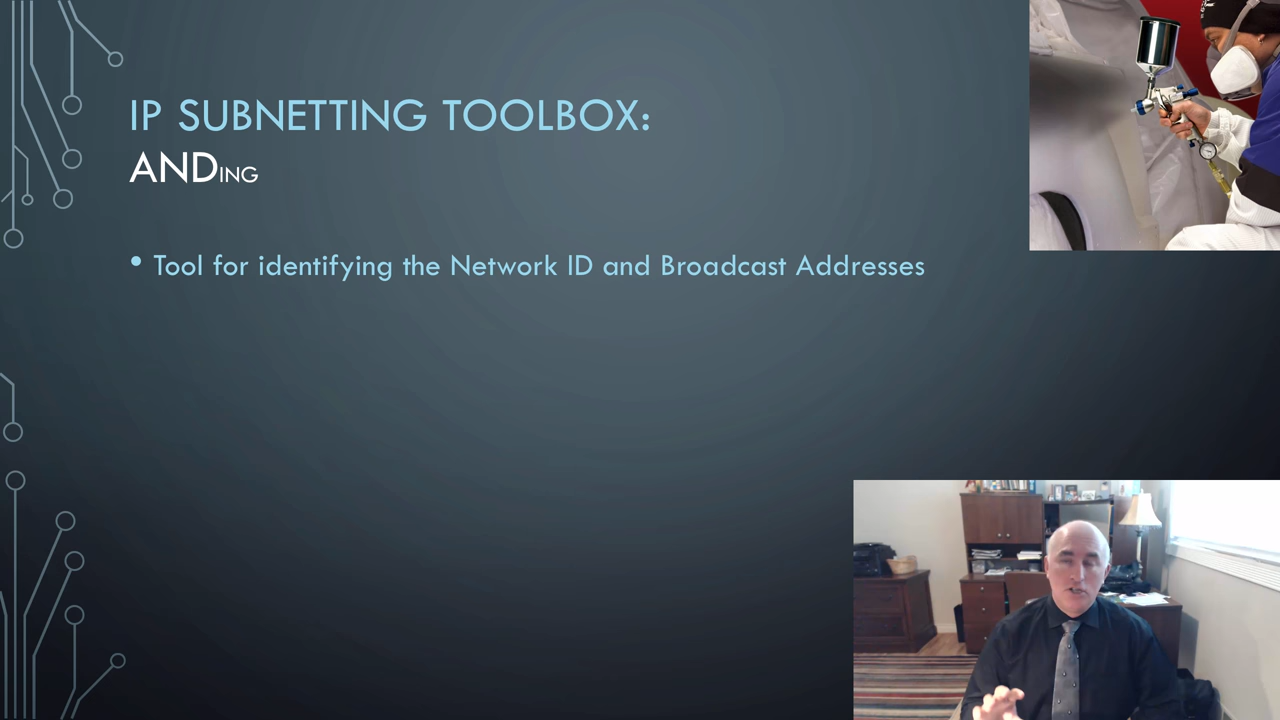 IP SUBNETTING TOOLBOX:
ANDING
• Tool for identifying the Network ID and Broadcast Addresses